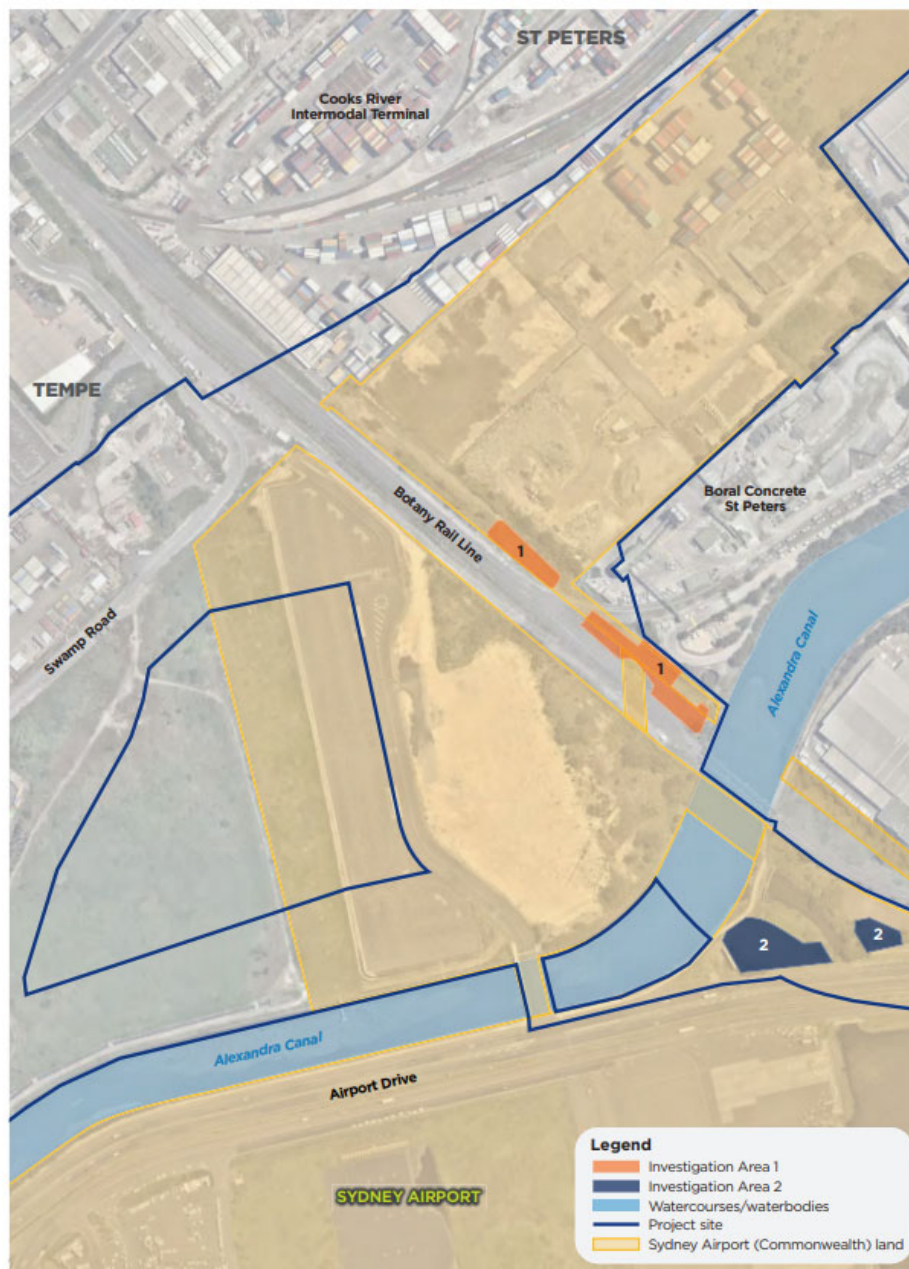 ST PETERS
Cooks River
Intermodal Terminal
TEMPE
Botany Rail Line
Boral Concrete
St Peters
1
1
Swamp Road
Alexandra Canal
2
2
Alexandra Canal
Airport Drive
SYDNEY AIRPORT
Legend
Investigation Area 1
Investigation Area 2
Watercourses/waterbodies
Project site
Sydney Airport (Commonwealth) land